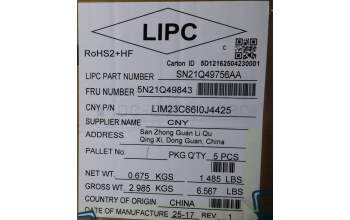 LIPC
RoHS2+HF
C
Carton ID 5D12162504230001
LIPC PART NUMBER SN21Q49756AA
FRU NUMBER 5N21Q49843
CNY P/N LIM23C66I0J4425
SUPPLIER NAME CNY
ADDRESS San Zhong Guan Li Qu
Qing Xi, Dong Guan, China
PALLET NO. PKG Q'TY 5 PCS
NET WT. 0.675 KGS 1.485 LBS
GROSS WT. 2.985 KGS 6.567 LBS
COUNTRY OF ORIGIN CHINA
DATE OF MANUFACTURE 25-17 REV